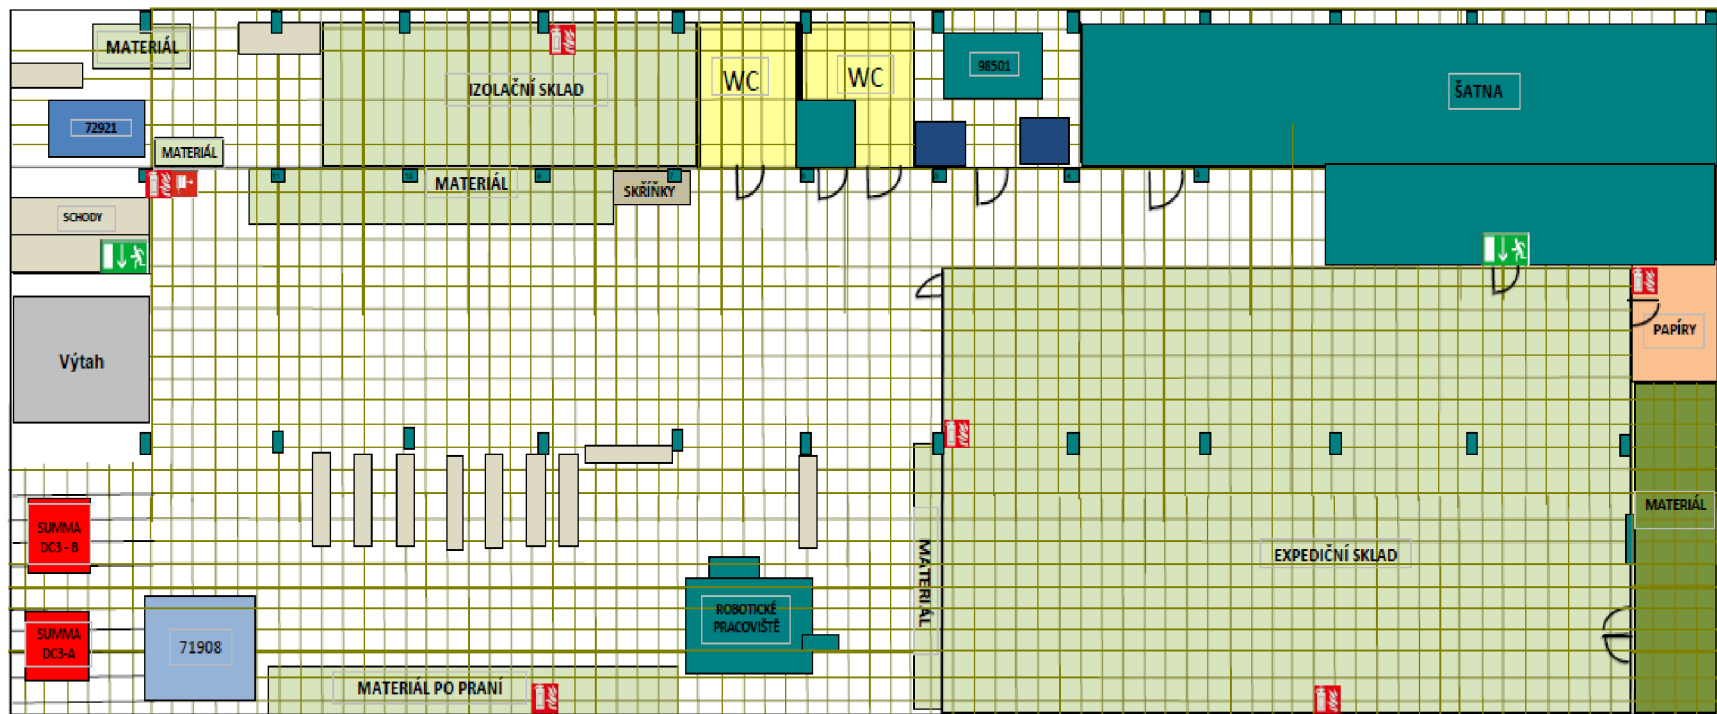 MATERIÁL
IZOLAČNÍ SKLAD
WC
WC
98501
ŠATNA
72921
MATERIÁL
MATERIÁL
SKŘÍŇKY
SCHODY
Výtah
PAPÍRY
MATERIÁL
SUMMA
DC3 - B
EXPEDIČNÍ SKLAD
MATERIÁL
ROBOTICKÉ
PRACOVIŠTĚ
SUMMA
DC3-A
71908
MATERIÁL PO PRANÍ